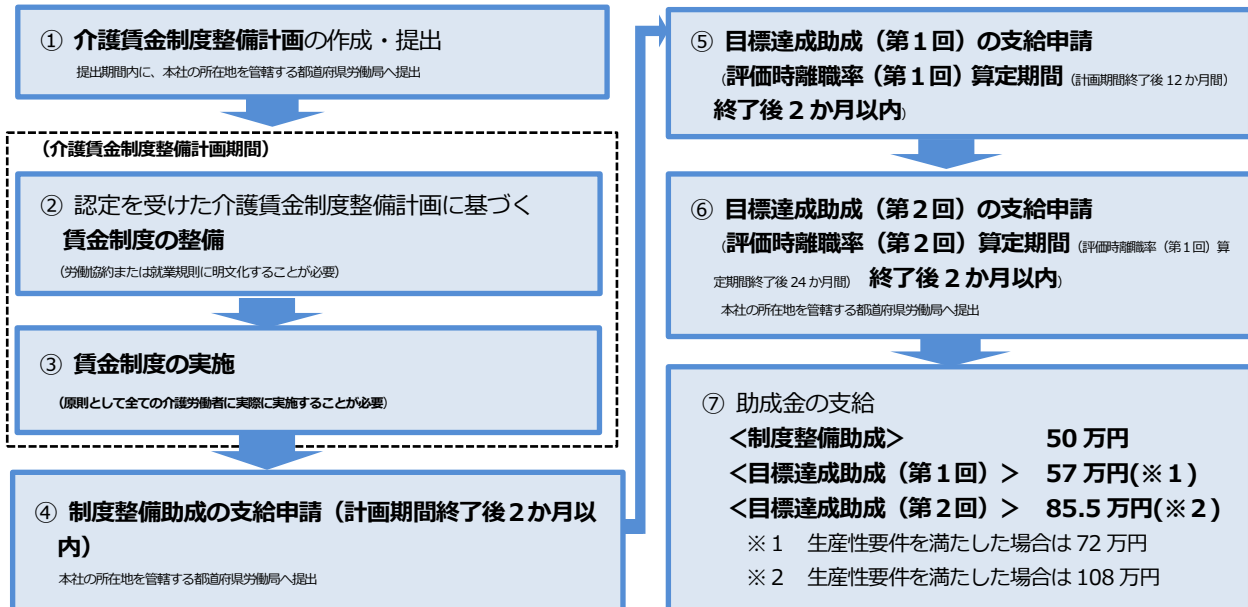 ① 介護賃金制度整備計画の作成・提出
提出期間内に、本社の所在地を管轄する都道府県労働局へ提出
(介護賃金制度整備計画期間)
② 認定を受けた介護賃金制度整備計画に基づく
賃金制度の整備
(労働協約または就業規則に明文化することが必要)
③ 賃金制度の実施
(原則として全ての介護労働者に実際に実施することが必要)
④ 制度整備助成の支給申請（計画期間終了後２か月以
内）
本社の所在地を管轄する都道府県労働局へ提出
⑤ 目標達成助成（第１回）の支給申請
(評価時離職率（第１回）算定期間 (計画期間終了後 12 か月間)
終了後 2 か月以内)
⑥ 目標達成助成（第２回）の支給申請
(評価時離職率（第２回）算定期間 (評価時離職率（第1回）算
定期間終了後 24 か月間) 終了後 2 か月以内)
本社の所在地を管轄する都道府県労働局へ提出
⑦ 助成金の支給
＜制度整備助成＞ 50 万円
＜目標達成助成（第１回）＞ 57 万円(※１)
＜目標達成助成（第２回）＞ 85.5 万円(※２)
※１ 生産性要件を満たした場合は 72 万円
※２ 生産性要件を満たした場合は 108 万円